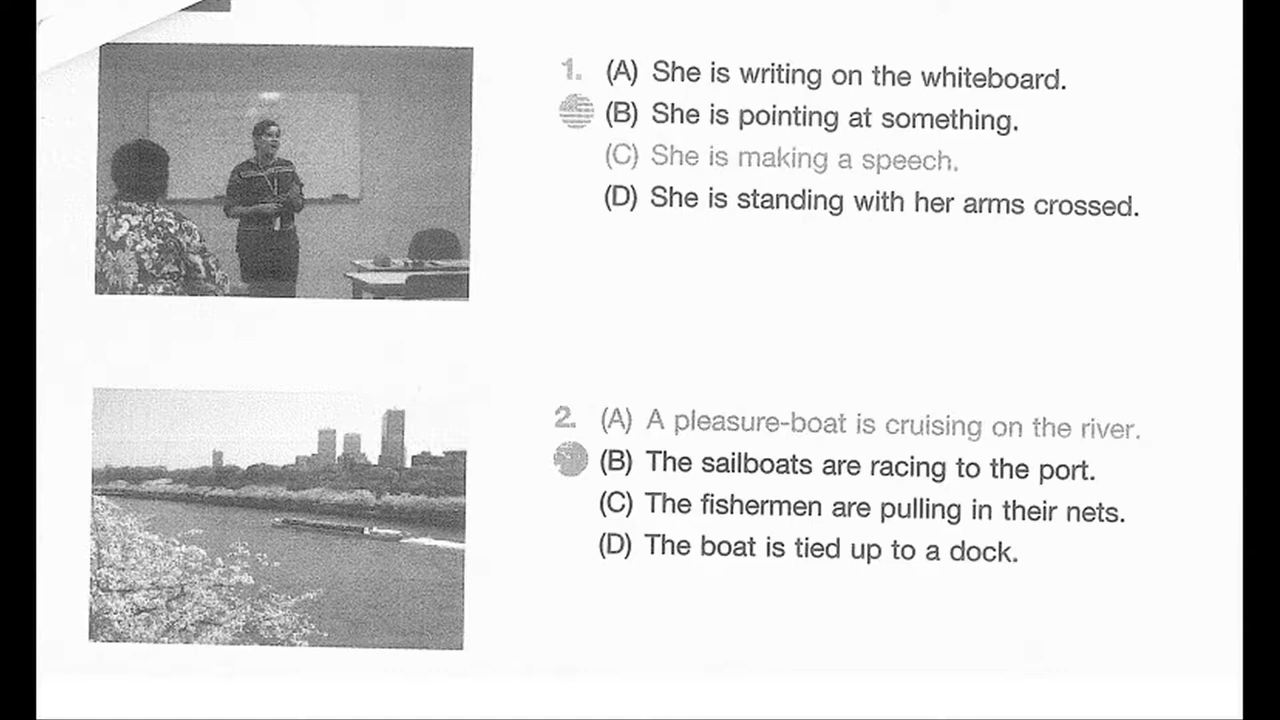 1. (A) She is writing on the whiteboard.
(B) She is pointing at something.
(C) She is making a speech.
(D) She is standing with her arms crossed.
2. (A) A pleasure-boat is cruising on the river.
(B) The sailboats are racing to the port.
(C) The fishermen are pulling in their nets.
(D) The boat is tied up to a dock.